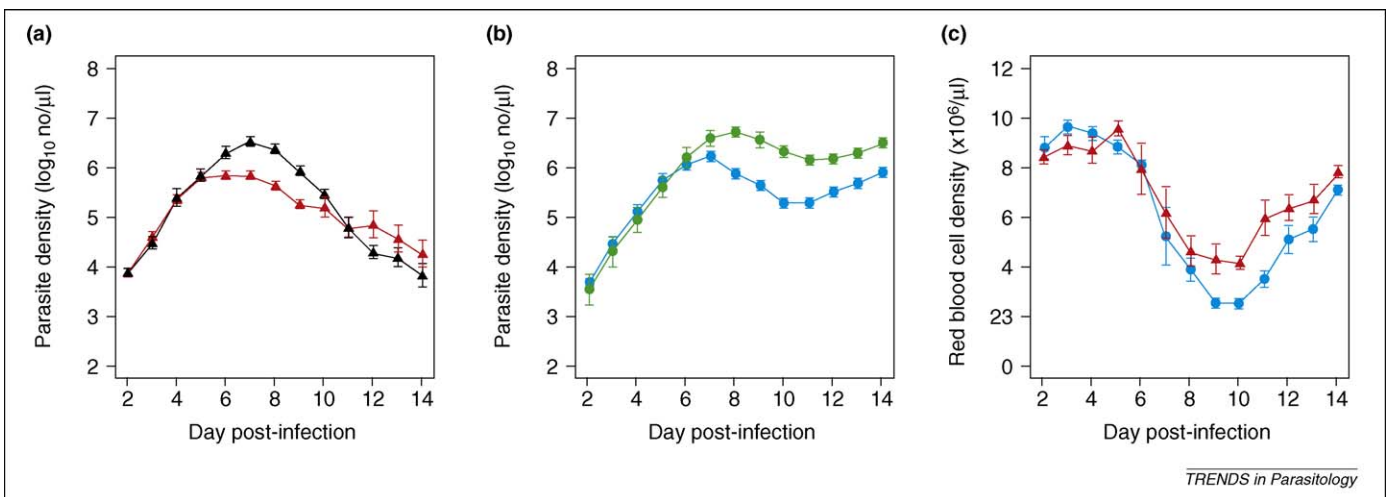 (a)
8
7
6
5
4
3
2
Parasite density (log10 no/µl)
2 4 6 8 10 12 14
Day post-infection
(b)
8
7
6
5
4
3
2
Parasite density (log10 no/µl)
2 4 6 8 10 12 14
Day post-infection
(c)
12
10
8
6
4
23
0
Red blood cell density (x10⁶/µl)
2 4 6 8 10 12 14
Day post-infection
TRENDS in Parasitology